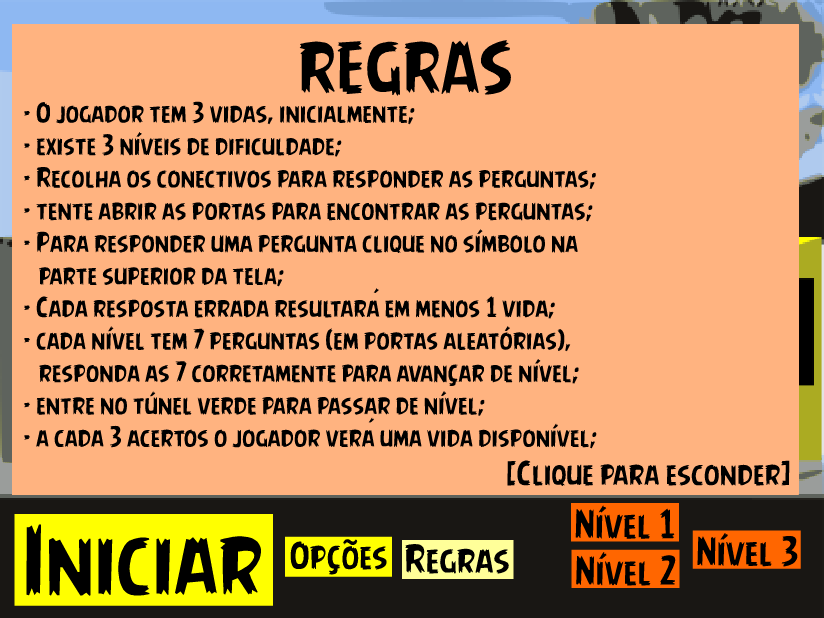 REGRAS
- O JOGADOR TEM 3 VIDAS, INICIALMENTE;
- EXISTE 3 NÍVEIS DE DIFICULDADE;
- RECOLHA OS CONECTIVOS PARA RESPONDER AS PERGUNTAS;
- TENTE ABRIR AS PORTAS PARA ENCONTRAR AS PERGUNTAS;
- PARA RESPONDER UMA PERGUNTA CLIQUE NO SÍMBOLO NA
PARTE SUPERIOR DA TELA;
- CADA RESPOSTA ERRADA RESULTARÁ EM MENOS 1 VIDA;
- CADA NÍVEL TEM 7 PERGUNTAS (EM PORTAS ALEATÓRIAS),
RESPONDA AS 7 CORRETAMENTE PARA AVANÇAR DE NÍVEL;
- ENTRE NO TÚNEL VERDE PARA PASSAR DE NÍVEL;
- A CADA 3 ACERTOS O JOGADOR VERÁ UMA VIDA DISPONÍVEL;
[CLIQUE PARA ESCONDER]
INICIAR
OPÇÕES
REGRAS
NÍVEL 1
NÍVEL 2
NÍVEL 3